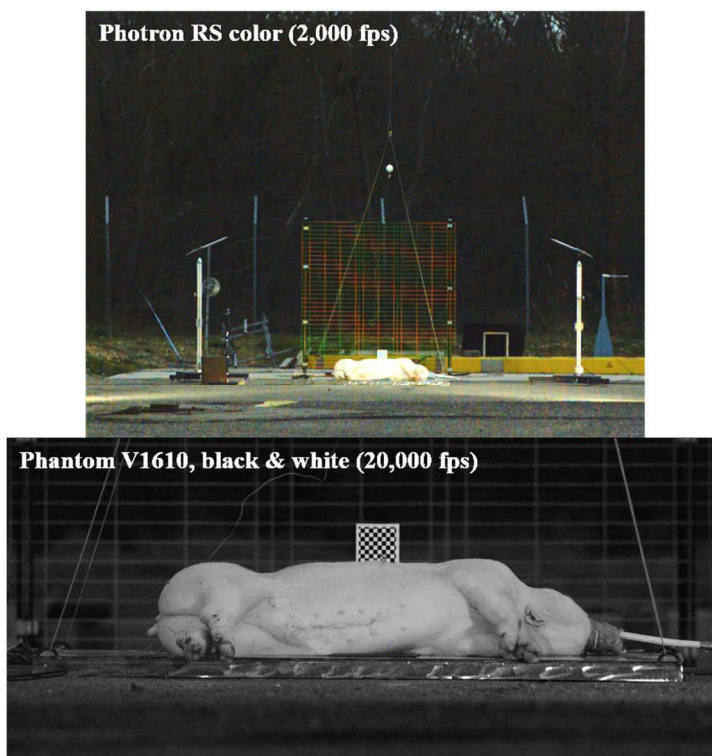 Photron RS color (2,000 fps)
Phantom V1610, black & white (20,000 fps)